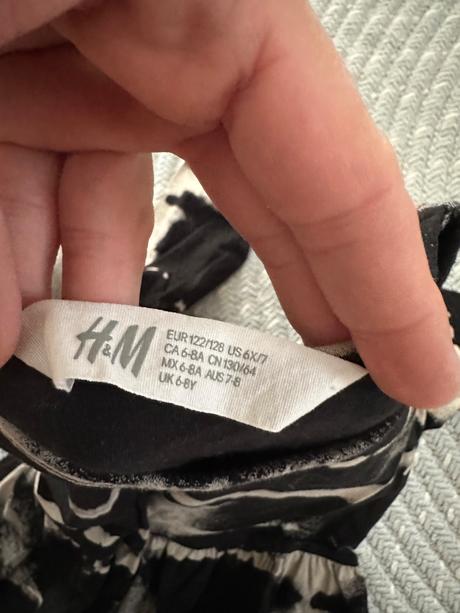 H&M
EUR 122/128 US 6X/7
CA 6-8A CN 130/64
MX 6-8A AUS 7-8
UK 6-8Y